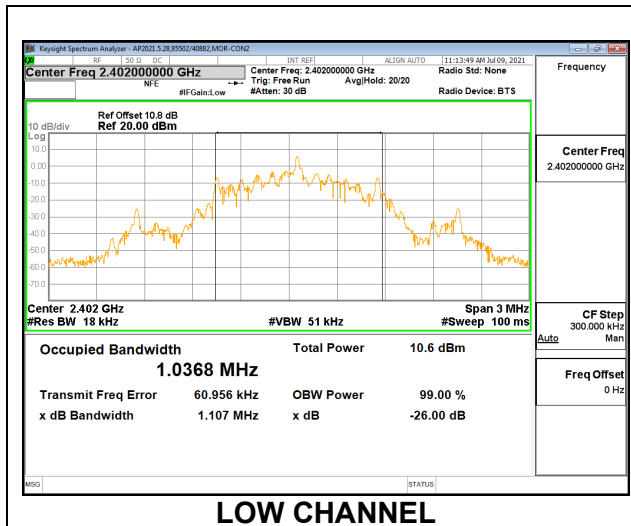 Keysight Spectrum Analyzer - AP2021.5.28,85502/40882,MOR-CON2
RF 50 Ω DC INT REF ALIGN AUTO 11:13:49 AM Jul 09, 2021
Center Freq 2.402000000 GHz
NFE
#IFGain:Low
Center Freq: 2.402000000 GHz
Trig: Free Run Avg|Hold: 20/20
#Atten: 30 dB
Radio Std: None
Radio Device: BTS
Frequency
Ref Offset 10.8 dB
10 dB/div Ref 20.00 dBm
Log
10.0
0.00
-10.0
-20.0
-30.0
-40.0
-50.0
-60.0
-70.0
Center 2.402 GHz Span 3 MHz
#Res BW 18 kHz #VBW 51 kHz #Sweep 100 ms
Center Freq
2.402000000 GHz
CF Step
300.000 kHz
Auto Man
Freq Offset
0 Hz
Occupied Bandwidth Total Power 10.6 dBm
1.0368 MHz
Transmit Freq Error 60.956 kHz OBW Power 99.00 %
x dB Bandwidth 1.107 MHz x dB -26.00 dB
MSG STATUS
LOW CHANNEL